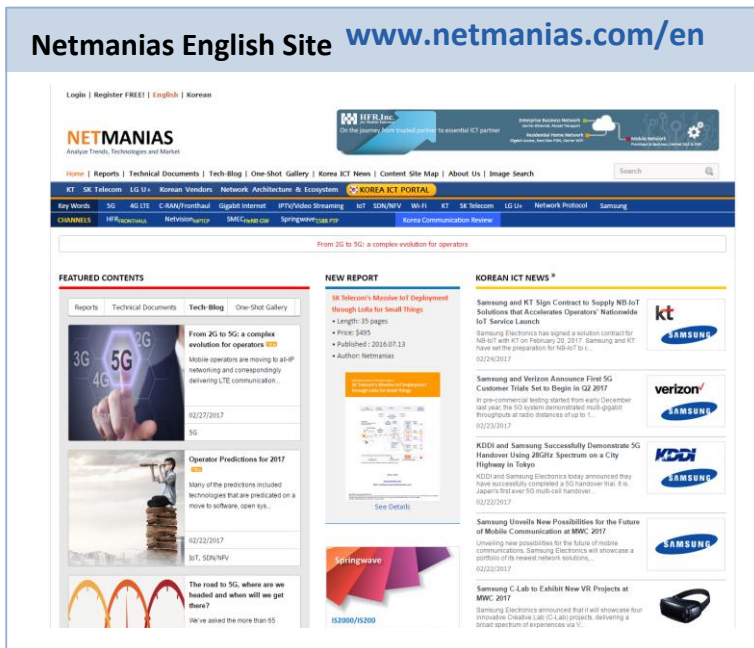 Netmanias English Site www.netmanias.com/en
Login | Register FREE! | English | Korean
HFR,Inc.
On the journey from trusted partner to essential ICT partner
Enterprise Business Network
Residential Home Network
Mobile Network
NETMANIAS
Analyze Trends, Technologies and Market
Home | Reports | Technical Documents | Tech-Blog | One-Shot Gallery | Korea ICT News | Content Site Map | About Us | Image Search
Search
KT SK Telecom LG U+ Korean Vendors Network Architecture & Ecosystem KOREA ICT PORTAL
Key Words 5G 4G LTE C-RAN/Fronthaul Gigabit Internet IPTV/Video Streaming IoT SDN/NFV Wi-Fi KT SK Telecom LG U+ Network Protocol Samsung
CHANNELS HFR FRONTHAUL Netvision MPTCP SMEC HeNB GW Springwave 1588 PTP Korea Communication Review
From 2G to 5G: a complex evolution for operators
FEATURED CONTENTS
Reports Technical Documents Tech-Blog One-Shot Gallery
2G
3G
5G
4G
From 2G to 5G: a complex
evolution for operators
Mobile operators are moving to all-IP
networking and correspondingly
delivering LTE communication...
02/27/2017
5G
Operator Predictions for 2017
Many of the predictions included
technologies that are predicated on a
move to software, open sys...
02/22/2017
IoT, SDN/NFV
The road to 5G, where are we
headed and when will we get
there?
We've asked the more than 65
NEW REPORT
SK Telecom's Massive IoT Deployment
through LoRa for Small Things
• Length: 35 pages
• Price: $495
• Published : 2016.07.13
• Author: Netmanias
See Details
Springwave
IS2000/IS200
KOREAN ICT NEWS »
Samsung and KT Sign Contract to Supply NB-IoT
Solutions that Accelerates Operators' Nationwide
IoT Service Launch
Samsung Electronics has signed a solution contract for
NB-IoT with KT on February 20, 2017. Samsung and KT
have set the preparation for NB-IoT to c...
02/24/2017
kt
SAMSUNG
Samsung and Verizon Announce First 5G
Customer Trials Set to Begin in Q2 2017
In pre-commercial testing started from early December
last year, the 5G system demonstrated multi-gigabit
throughputs at radio distances of up to 1...
02/23/2017
verizon
SAMSUNG
KDDI and Samsung Successfully Demonstrate 5G
Handover Using 28GHz Spectrum on a City
Highway in Tokyo
KDDI and Samsung Electronics today announced they
have successfully completed a 5G handover trial. It is
Japan's first ever 5G multi-cell handover...
02/22/2017
KDDI
SAMSUNG
Samsung Unveils New Possibilities for the Future
of Mobile Communication at MWC 2017
Unveiling new possibilities for the future of mobile
communications, Samsung Electronics will showcase a
portfolio of its newest network solutions,...
02/22/2017
SAMSUNG
Samsung C-Lab to Exhibit New VR Projects at
MWC 2017
Samsung Electronics announced that it will showcase four
innovative Creative Lab (C-Lab) projects, delivering a
broad spectrum of experiences via V...